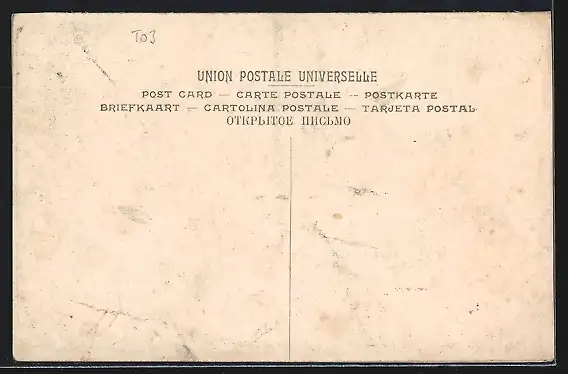 T03
UNION POSTALE UNIVERSELLE
POST CARD — CARTE POSTALE — POSTKARTE
BRIEFKAART — CARTOLINA POSTALE — TARJETA POSTAL
ОТКРЫТОЕ ПИСЬМО